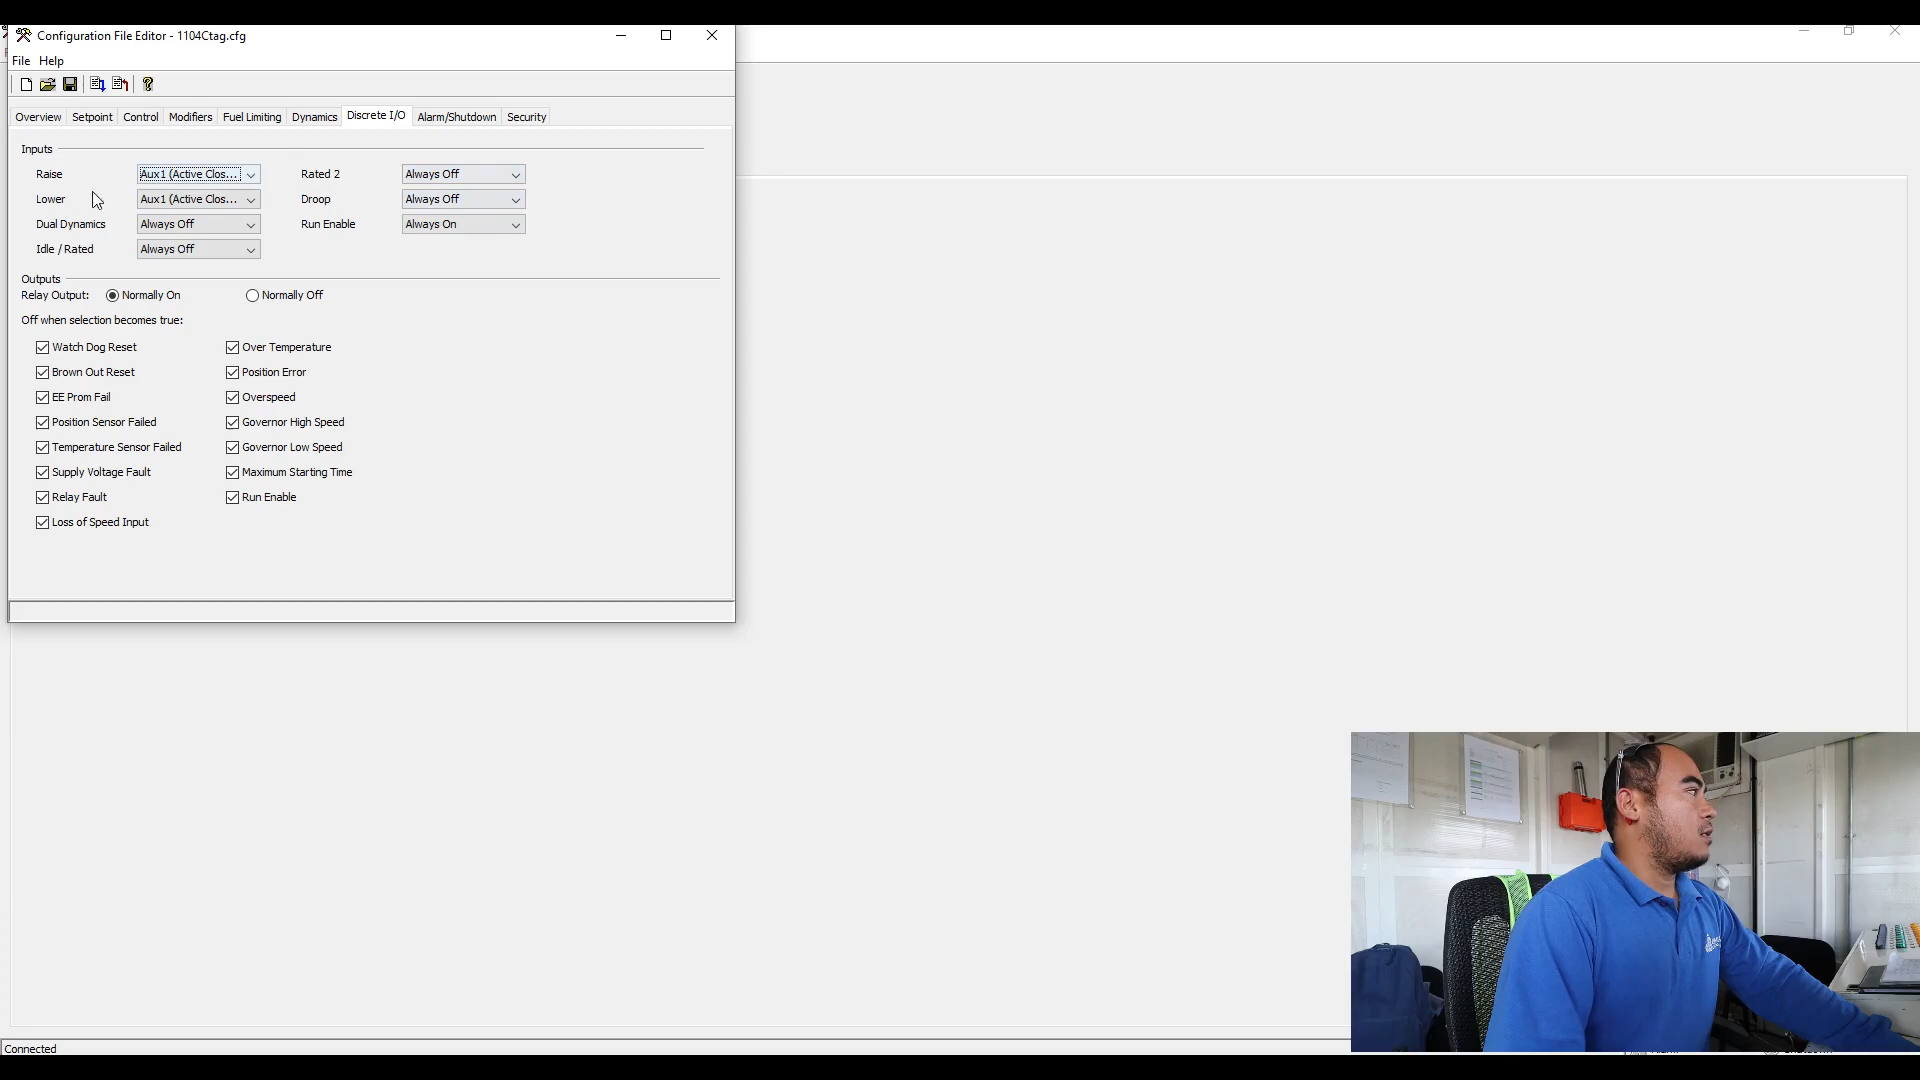 Configuration File Editor - 1104Ctag.cfg
File Help
Overview Setpoint Control Modifiers Fuel Limiting Dynamics Discrete I/O Alarm/Shutdown Security
Inputs
Raise Aux1 (Active Clos... Rated 2 Always Off
Lower Aux1 (Active Clos... Droop Always Off
Dual Dynamics Always Off Run Enable Always On
Idle / Rated Always Off
Outputs
Relay Output: Normally On Normally Off
Off when selection becomes true:
Watch Dog Reset Over Temperature
Brown Out Reset Position Error
EE Prom Fail Overspeed
Position Sensor Failed Governor High Speed
Temperature Sensor Failed Governor Low Speed
Supply Voltage Fault Maximum Starting Time
Relay Fault Run Enable
Loss of Speed Input
Connected